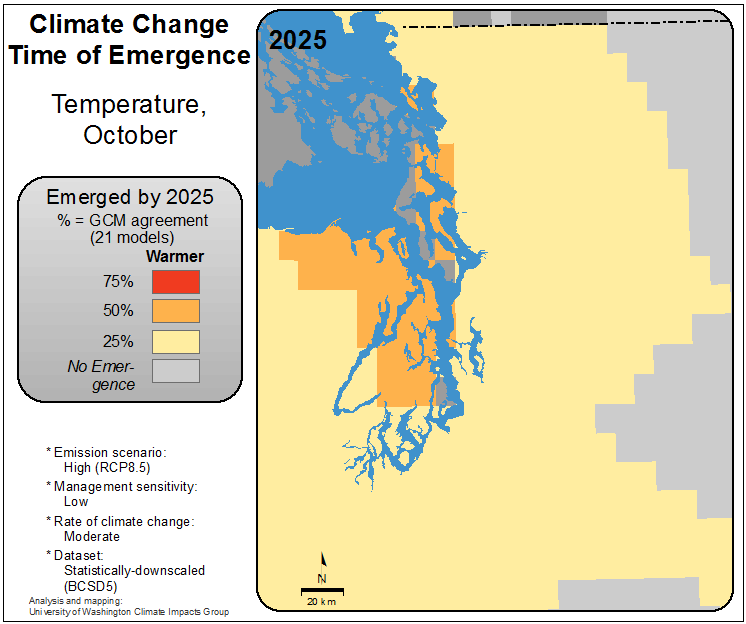 Climate Change
Time of Emergence
Temperature,
October
Emerged by 2025
% = GCM agreement
(21 models)
Warmer
75%
50%
25%
No Emer-
gence
* Emission scenario:
High (RCP8.5)
* Management sensitivity:
Low
* Rate of climate change:
Moderate
* Dataset:
Statistically-downscaled
(BCSD5)
Analysis and mapping:
University of Washington Climate Impacts Group
2025
N
20 km